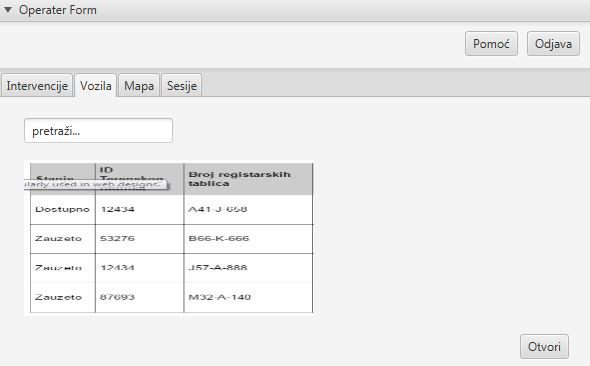 Operater Form
Pomoć Odjava
Intervencije Vozila Mapa Sesije
pretraži...
Stanje ID Terenskog Broj registarskih
tablica
ularly used in web designs.
Dostupno 12434 A41-J-658
Zauzeto 53276 B66-K-666
Zauzeto 12434 J57-A-888
Zauzeto 87693 M32-A-140
Otvori